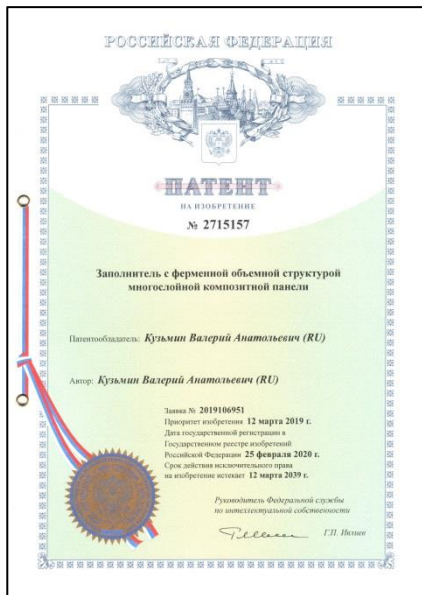 РОССИЙСКАЯ ФЕДЕРАЦИЯ
ПАТЕНТ
НА ИЗОБРЕТЕНИЕ
№ 2715157
Заполнитель с ферменной объемной структурой
многослойной композитной панели
Патентообладатель: Кузьмин Валерий Анатольевич (RU)
Автор: Кузьмин Валерий Анатольевич (RU)
Заявка № 2019106951
Приоритет изобретения 12 марта 2019 г.
Дата государственной регистрации в
Государственном реестре изобретений
Российской Федерации 25 февраля 2020 г.
Срок действия исключительного права
на изобретение истекает 12 марта 2039 г.
Руководитель Федеральной службы
по интеллектуальной собственности
Г.П. Ивлиев